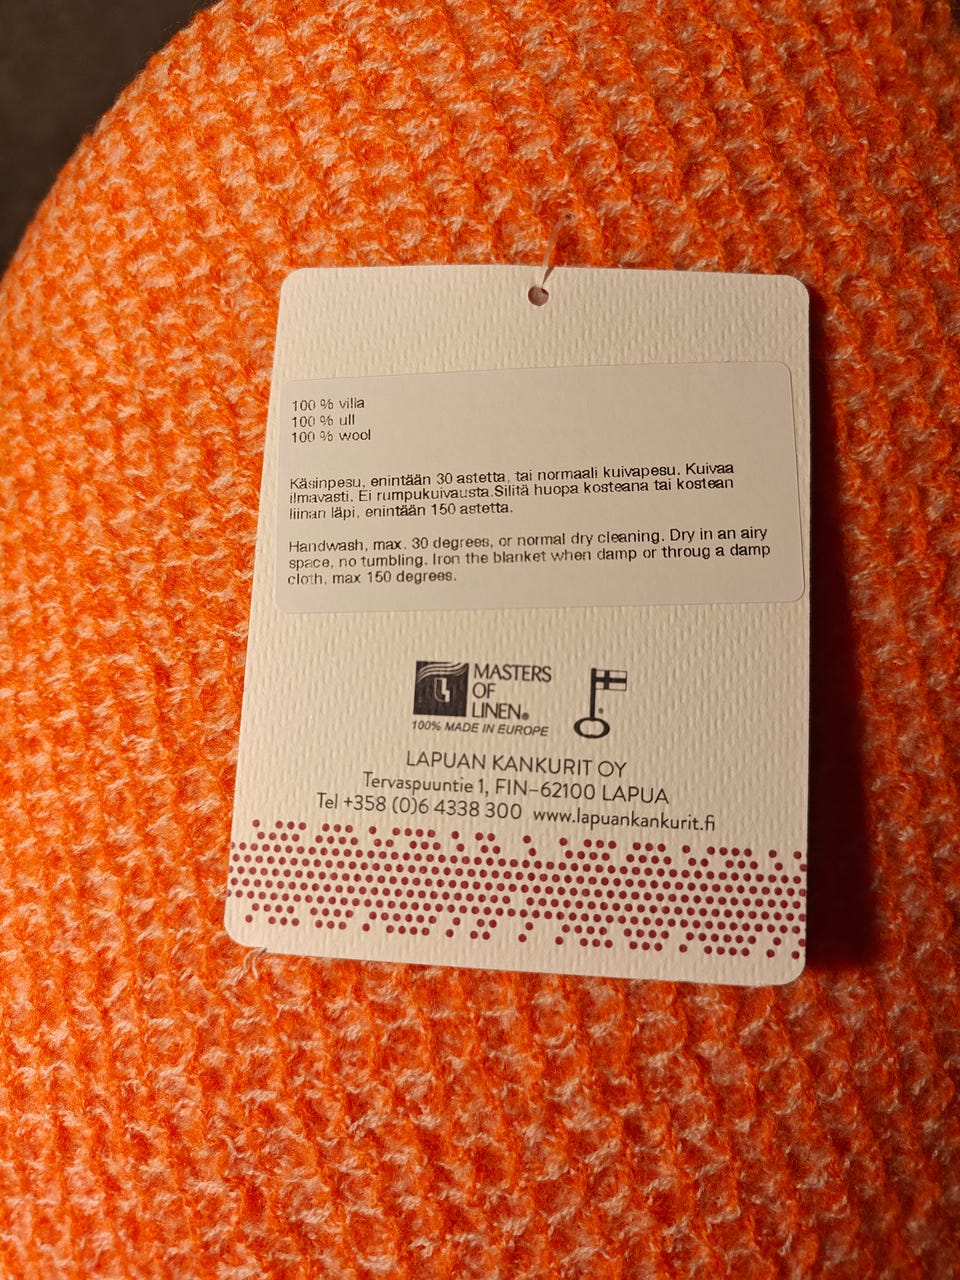 100 % villa
100 % ull
100 % wool
Käsinpesu, enintään 30 astetta, tai normaali kuivapesu. Kuivaa
ilmavasti. Ei rumpukuivausta.Silitä huopa kosteana tai kostean
liinan läpi, enintään 150 astetta.
Handwash, max. 30 degrees, or normal dry cleaning. Dry in an airy
space, no tumbling. Iron the blanket when damp or throug a damp
cloth, max 150 degrees.
MASTERS
OF
LINEN®
100% MADE IN EUROPE
LAPUAN KANKURIT OY
Tervaspuuntie 1, FIN–62100 LAPUA
Tel +358 (0)6 4338 300 www.lapuankankurit.fi